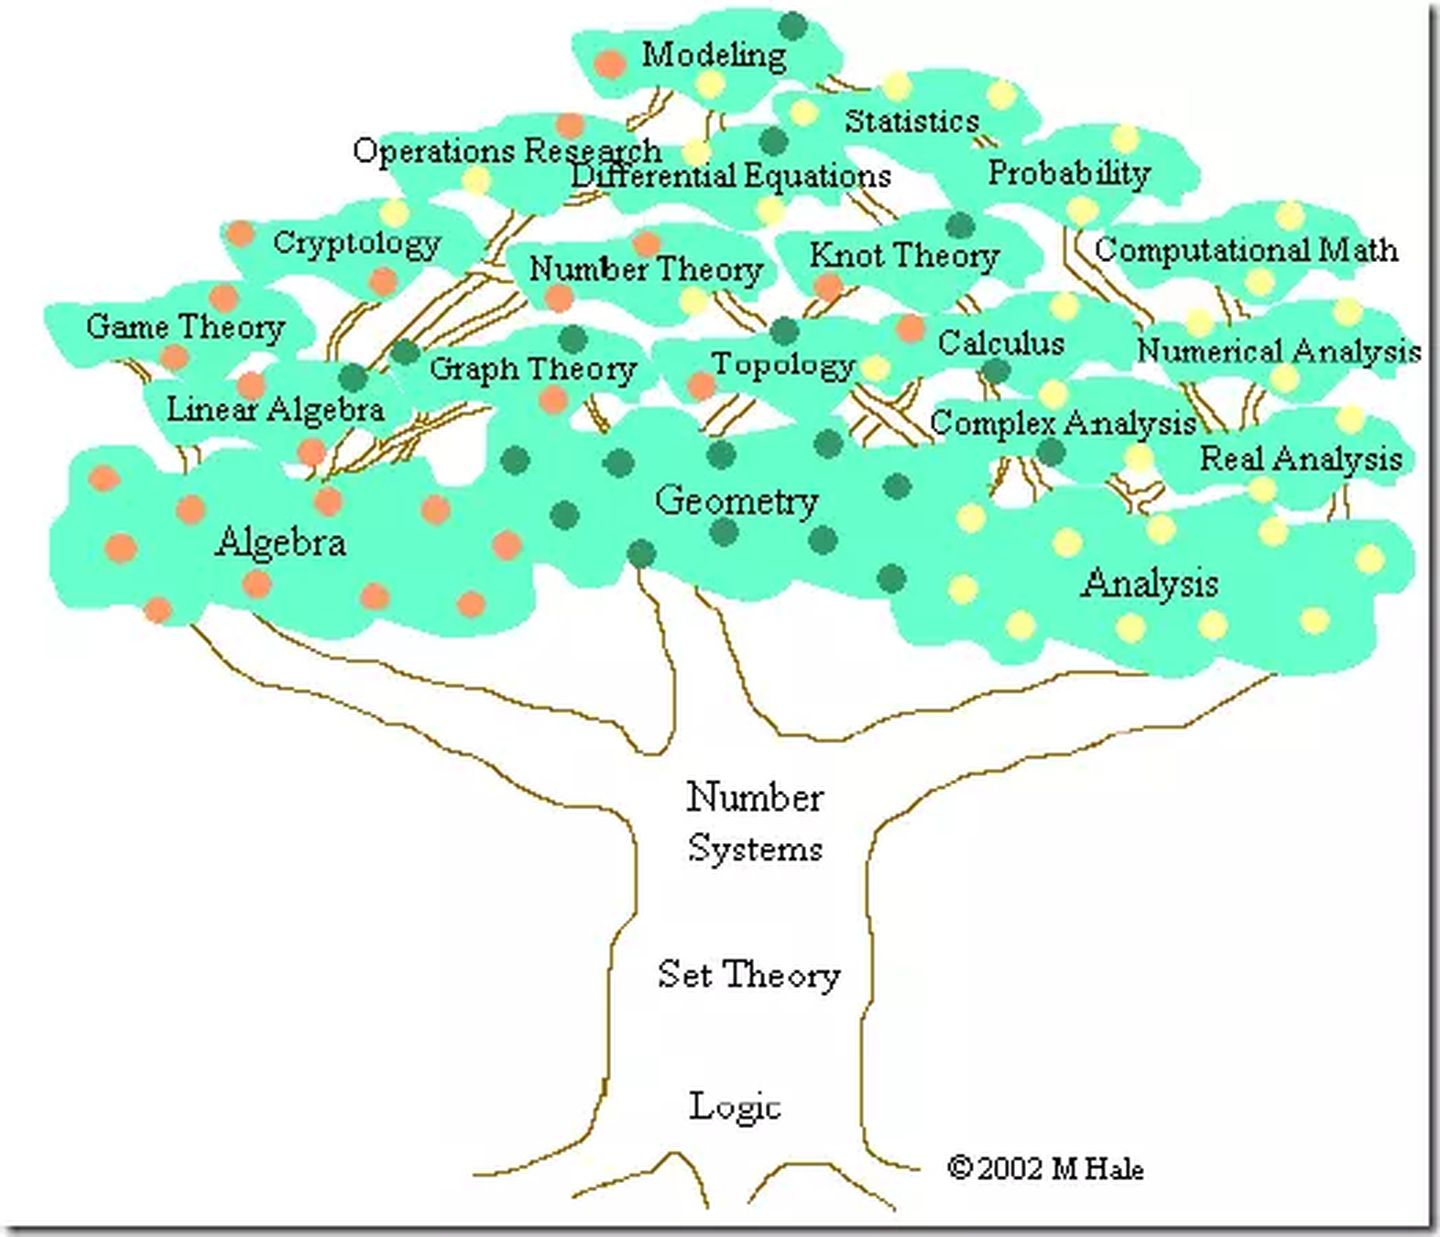 Modeling
Statistics
Operations Research
Differential Equations
Probability
Cryptology
Number Theory
Knot Theory
Computational Math
Game Theory
Graph Theory
Topology
Calculus
Numerical Analysis
Linear Algebra
Complex Analysis
Real Analysis
Algebra
Geometry
Analysis
Number
Systems
Set Theory
Logic
©2002 M Hale